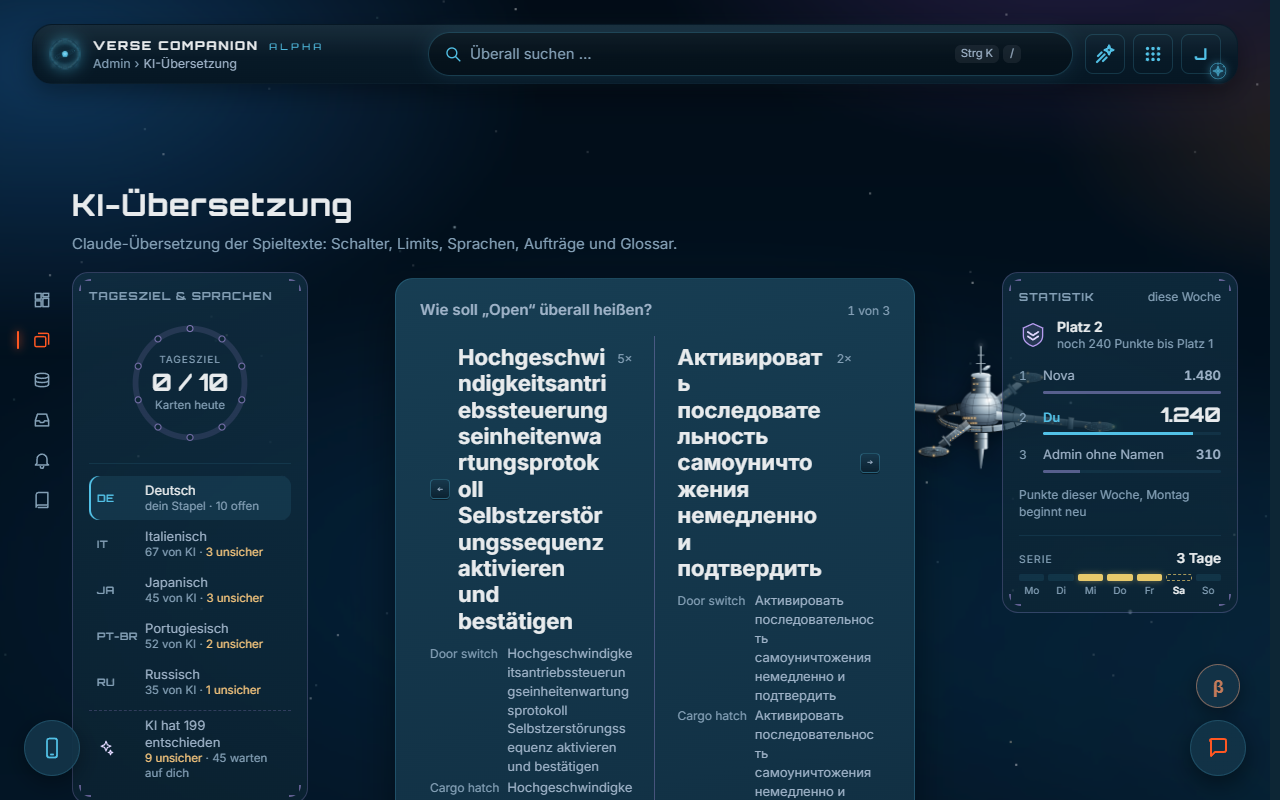 VERSE COMPANION ALPHA
Admin › KI-Übersetzung
Überall suchen ...
Strg K
/
KI-Übersetzung
Claude-Übersetzung der Spieltexte: Schalter, Limits, Sprachen, Aufträge und Glossar.
TAGESZIEL & SPRACHEN
TAGESZIEL
0 / 10
Karten heute
DE
Deutsch
dein Stapel · 10 offen
IT
Italienisch
67 von KI · 3 unsicher
JA
Japanisch
45 von KI · 3 unsicher
PT-BR
Portugiesisch
52 von KI · 2 unsicher
RU
Russisch
35 von KI · 1 unsicher
KI hat 199
entschieden
9 unsicher · 45 warten
auf dich
Wie soll „Open“ überall heißen?
1 von 3
Hochgeschwi
ndigkeitsantri
ebssteuerung
seinheitenwa
rtungsprotok
oll
Selbstzerstör
ungssequenz
aktivieren
und
bestätigen
5×
←
Door switch
Hochgeschwindigke
itsantriebssteuerun
gseinheitenwartung
sprotokoll
Selbstzerstörungss
equenz aktivieren
und bestätigen
Cargo hatch
Hochgeschwindigke
Активироват
ь
последовате
льность
самоуничто
жения
немедленно
и
подтвердить
2×
→
Door switch
Активировать
последовательнос
ть
самоуничтожения
немедленно и
подтвердить
Cargo hatch
Активировать
последовательнос
ть
самоуничтожения
немедленно и
STATISTIK
diese Woche
Platz 2
noch 240 Punkte bis Platz 1
1 Nova 1.480
2 Du 1.240
3 Admin ohne Namen 310
Punkte dieser Woche, Montag
beginnt neu
SERIE
3 Tage
Mo Di Mi Do Fr Sa So
β